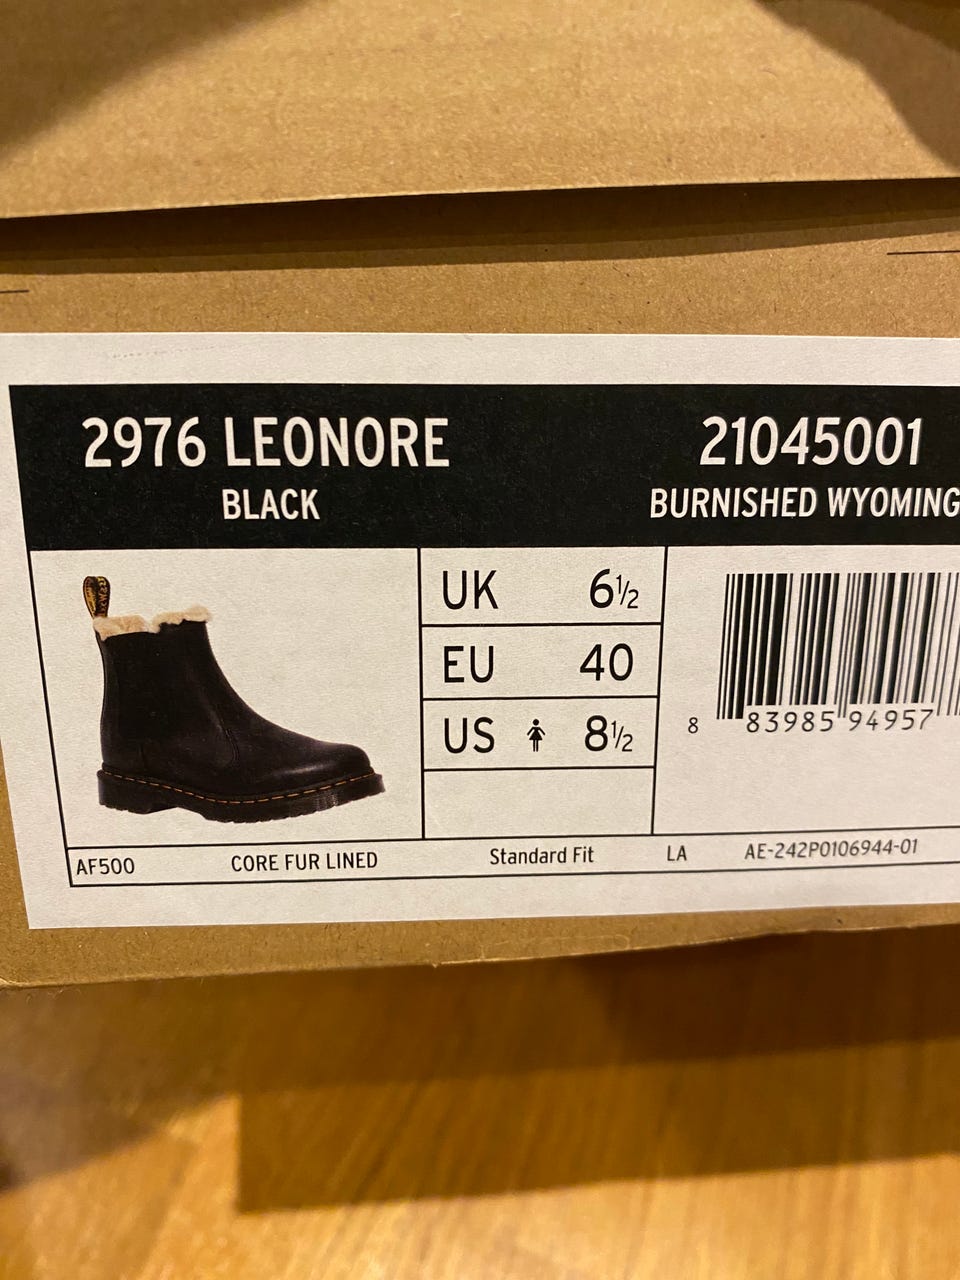 2976 LEONORE
BLACK
21045001
BURNISHED WYOMING
UK 6½
EU 40
US 8½
8 83985 94957
AF500
CORE FUR LINED
Standard Fit
LA
AE-242P0106944-01